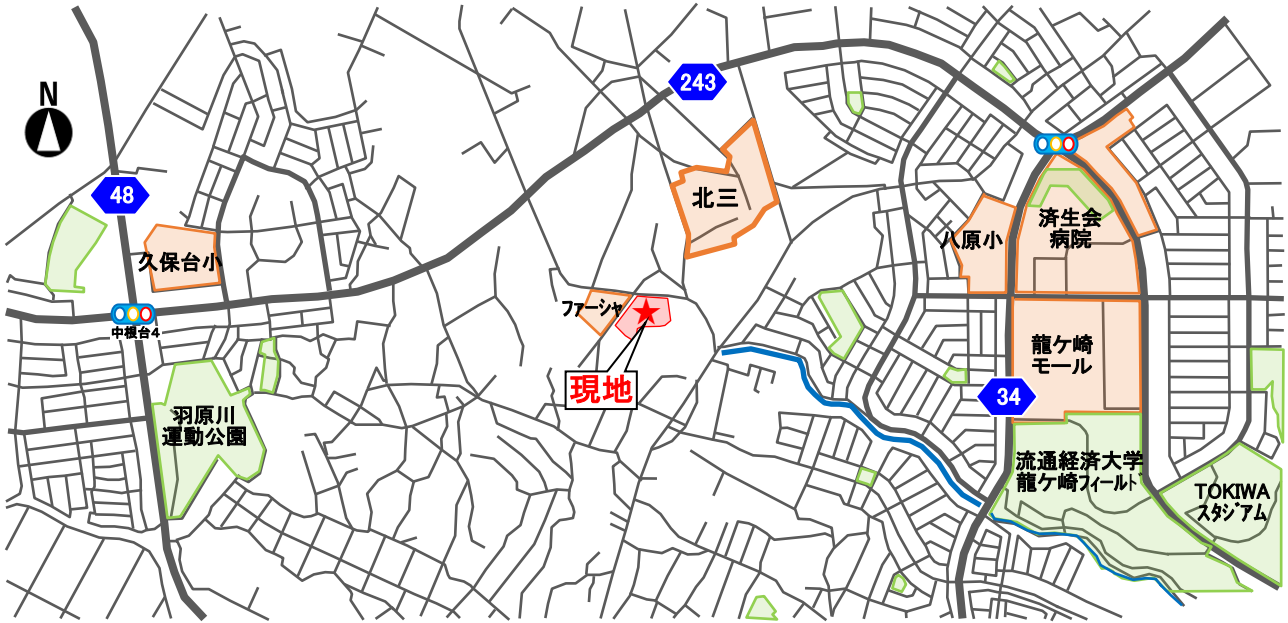 N
243
48
北三
久保台小
八原小
済生会
病院
ファーシャ
中根台4
現地
龍ケ崎
モール
34
羽原川
運動公園
流通経済大学
龍ケ崎フィールド
TOKIWA
スタジアム